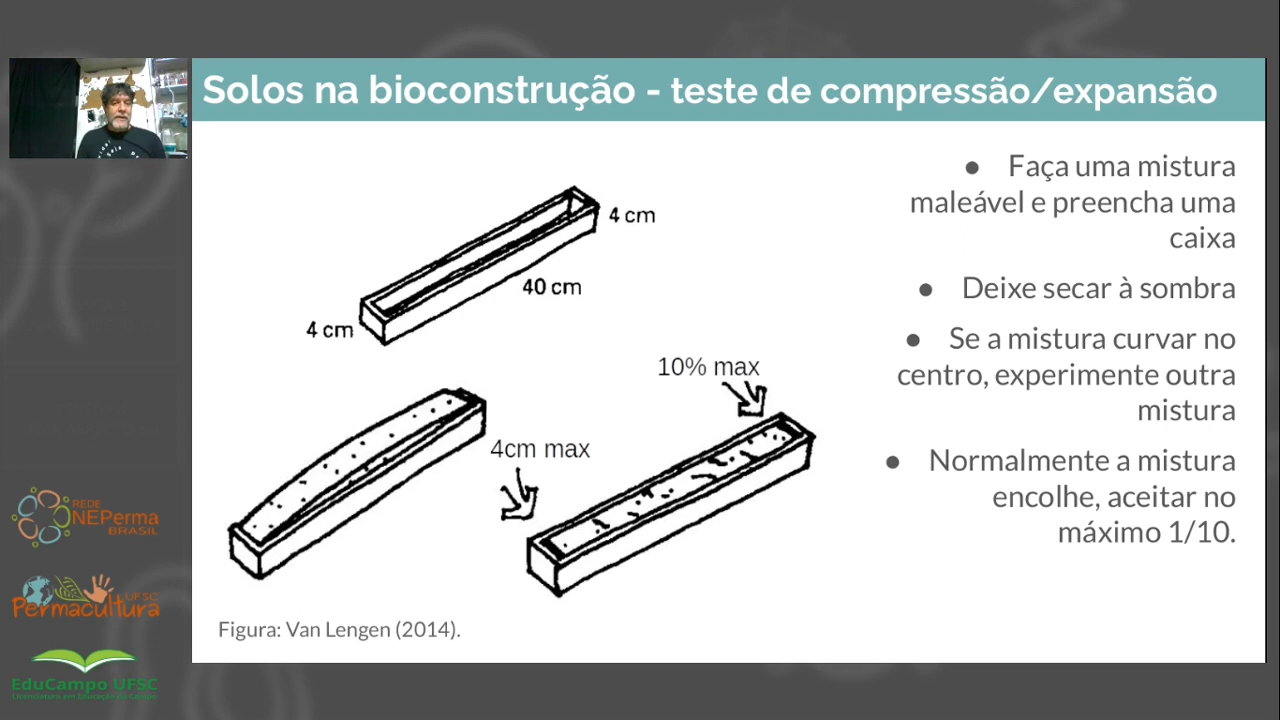 Solos na bioconstrução - teste de compressão/expansão
4 cm
40 cm
4 cm
10% max
4cm max
Figura: Van Lengen (2014).
● Faça uma mistura
maleável e preencha uma
caixa
● Deixe secar à sombra
● Se a mistura curvar no
centro, experimente outra
mistura
● Normalmente a mistura
encolhe, aceitar no
máximo 1/10.
REDE
NEPerma
BRASIL
UFSC
Permacultura
EduCampo UFSC